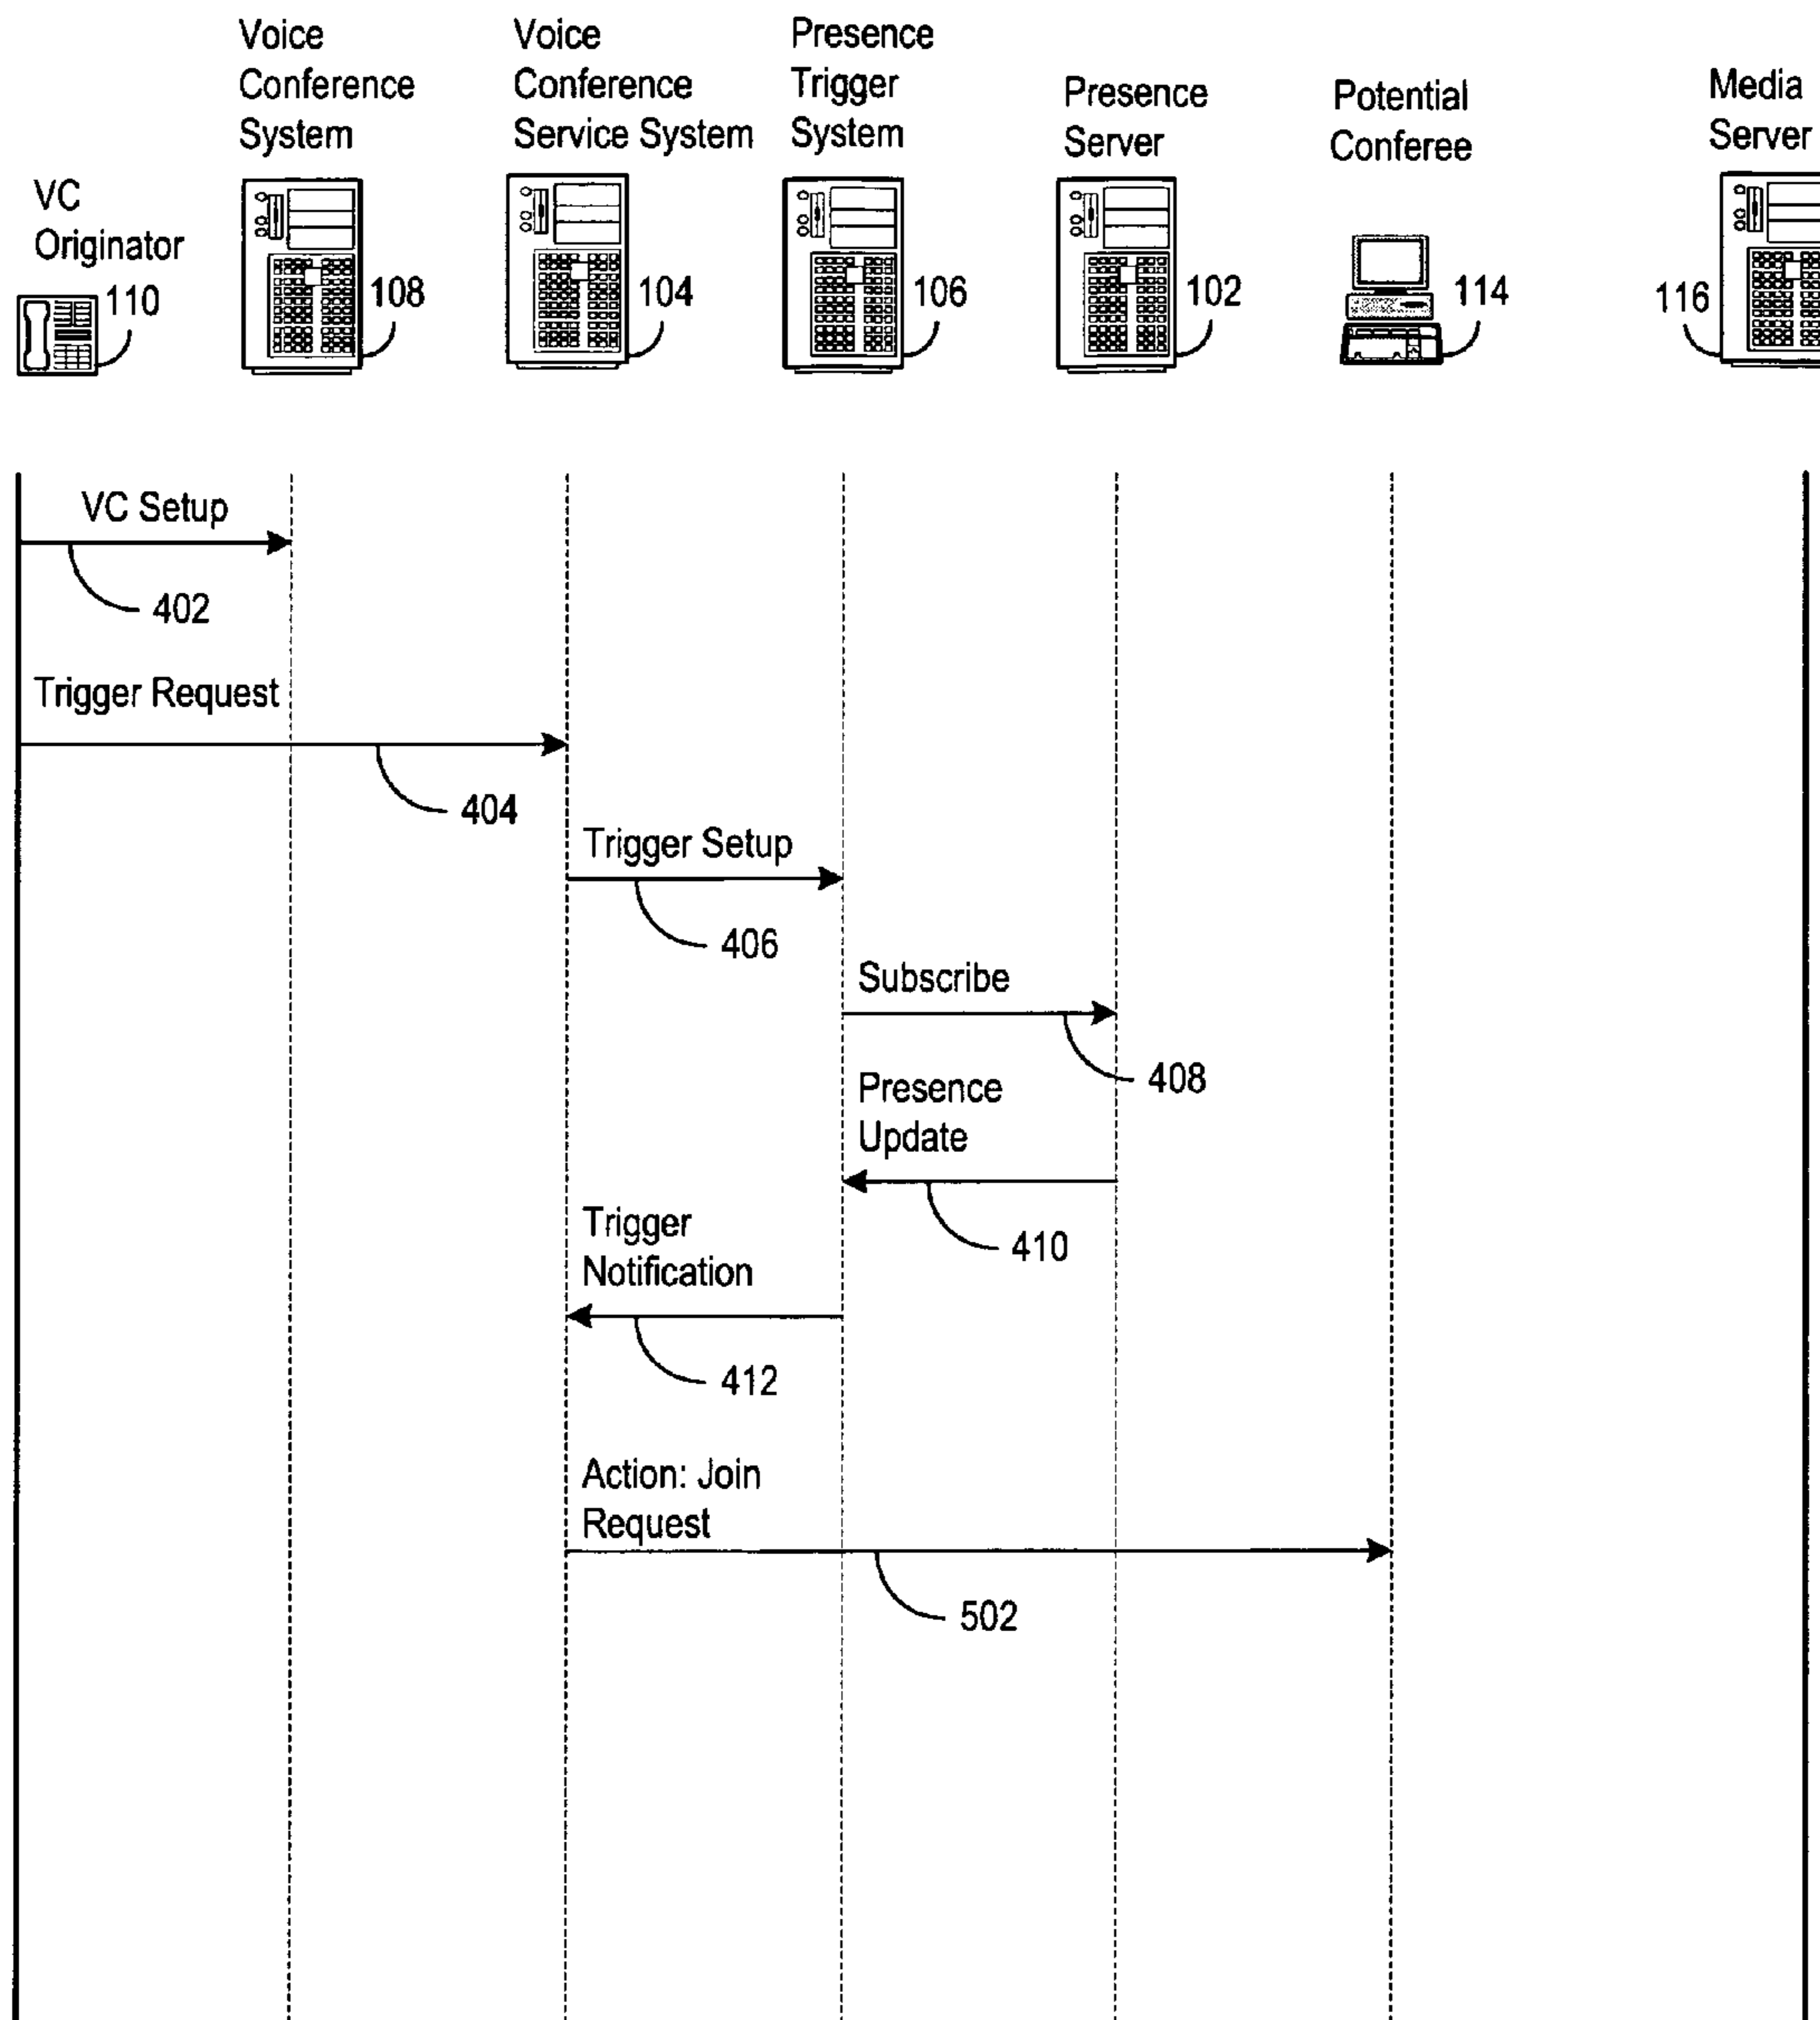 Voice
Conference
System
Voice
Conference
Service System
Presence
Trigger
System
Presence
Server
Potential
Conferee
Media
Server
VC
Originator
110
108
104
106
102
114
116
VC Setup
402
Trigger Request
404
Trigger Setup
406
Subscribe
408
Presence
Update
410
Trigger
Notification
412
Action: Join
Request
502